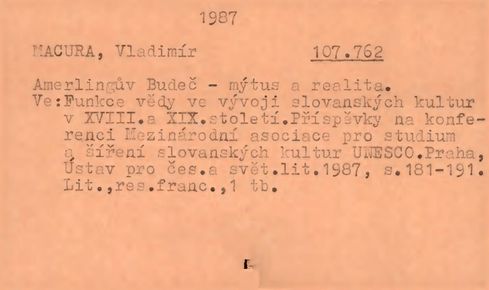 1987
MACURA, Vladimír 107.762
Amerlingův Budeč - mýtus a realita.
Ve:Funkce vědy ve vývoji slovanských kultur
v XVIII.a XIX.století.Příspěvky na konfe-
renci Mezinárodní asociace pro studium
a šíření slovanských kultur UNESCO.Praha,
Ústav pro čes.a svět.lit.1987, s.181-191.
Lit.,res.franc.,1 tb.